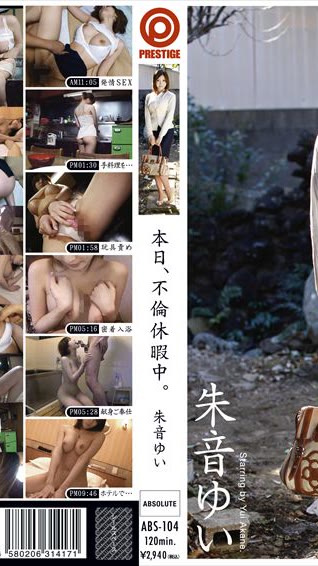 AM11:05 発情SEX
PM01:30 手料理を…
PM01:58 玩具責め
PM05:16 密着入浴
PM05:28 献身ご奉仕
PM09:46 ホテルで…
580206 314171
PRESTIGE
本日、不倫休暇中。
朱音ゆい
ABSOLUTE
ABS-104
120min.
¥2,940(税込)
朱音ゆい
Starring by Yui Akane